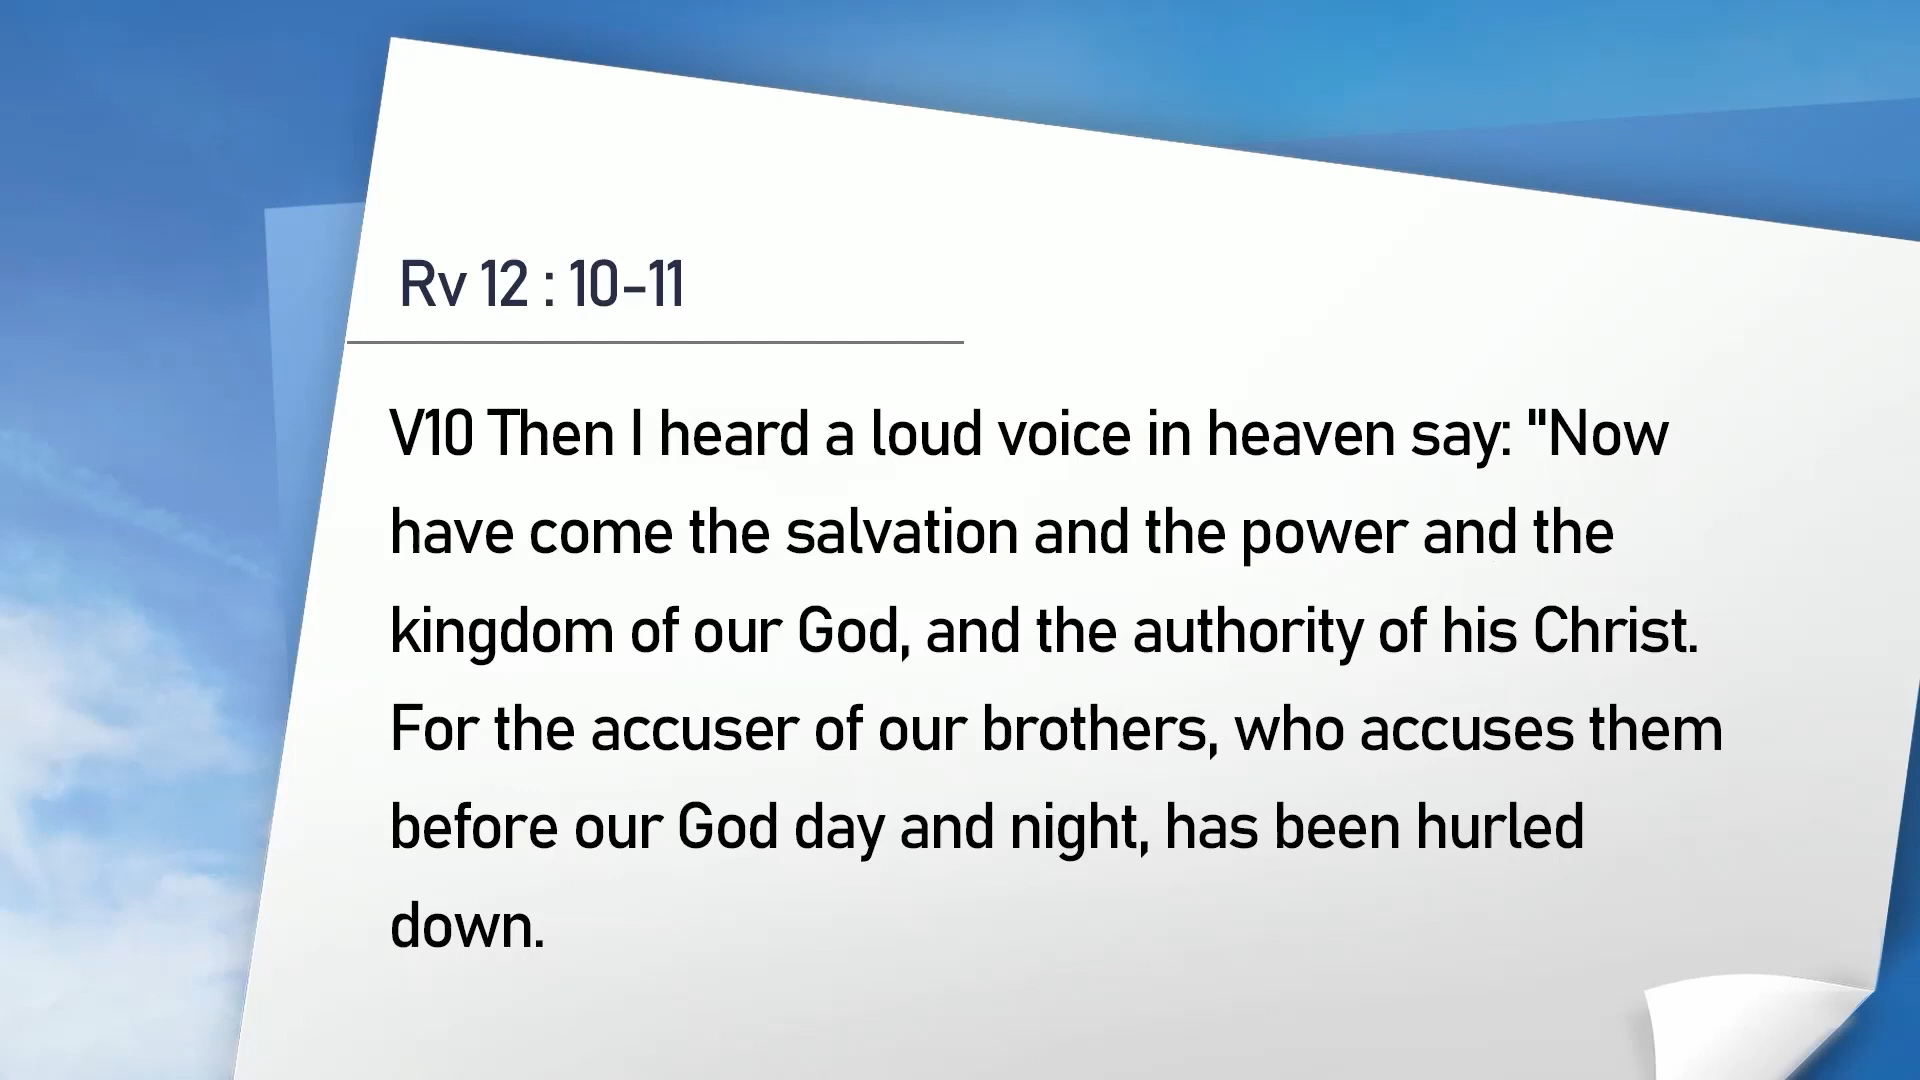 Rv 12 : 10-11
V10 Then I heard a loud voice in heaven say: "Now
have come the salvation and the power and the
kingdom of our God, and the authority of his Christ.
For the accuser of our brothers, who accuses them
before our God day and night, has been hurled
down.